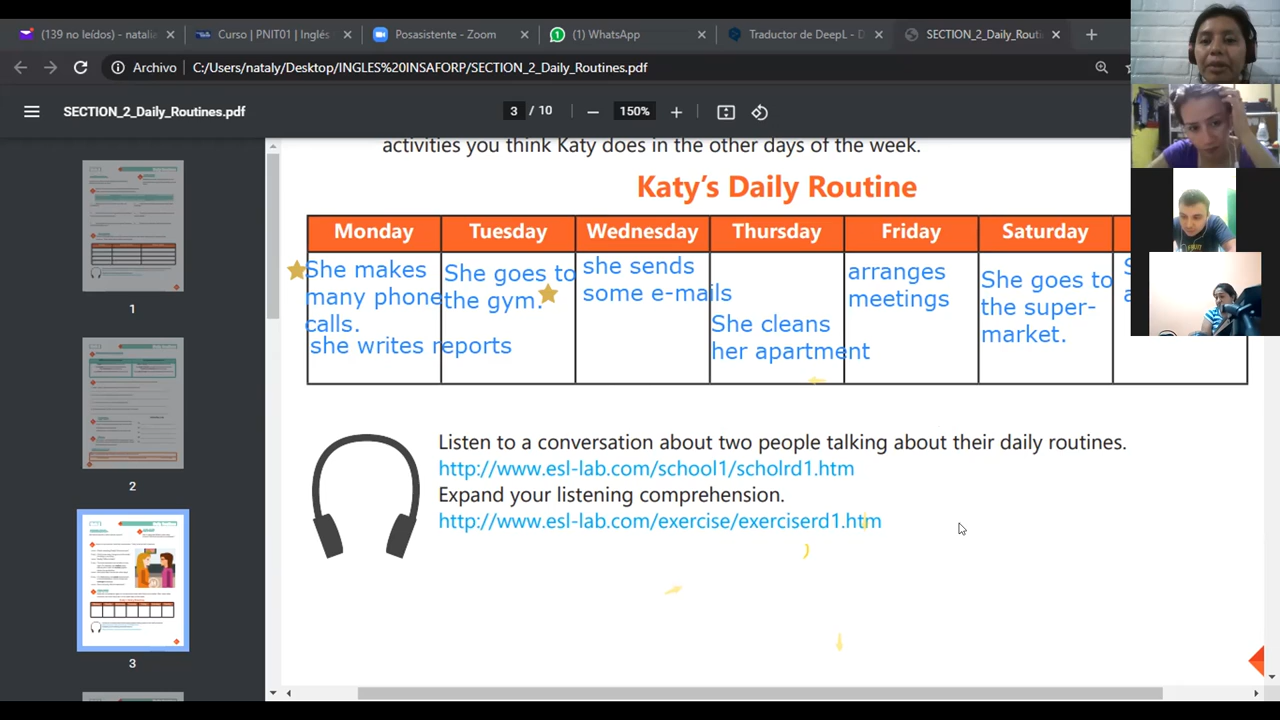 (139 no leídos) - natalia
Curso | PNIT01 | Inglés
Posasistente - Zoom
(1) WhatsApp
Traductor de DeepL - D
SECTION_2_Daily_Routi
Archivo
C:/Users/nataly/Desktop/INGLES%20INSAFORP/SECTION_2_Daily_Routines.pdf
SECTION_2_Daily_Routines.pdf
3 / 10
150%
activities you think Katy does in the other days of the week.
Katy's Daily Routine
Monday Tuesday Wednesday Thursday Friday Saturday
She makes
many phone
calls.
she writes reports
She goes to
the gym.
she sends
some e-mails
She cleans
her apartment
arranges
meetings
She goes to
the super-
market.
S
a
Listen to a conversation about two people talking about their daily routines.
http://www.esl-lab.com/school1/scholrd1.htm
Expand your listening comprehension.
http://www.esl-lab.com/exercise/exerciserd1.htm
1
2
3